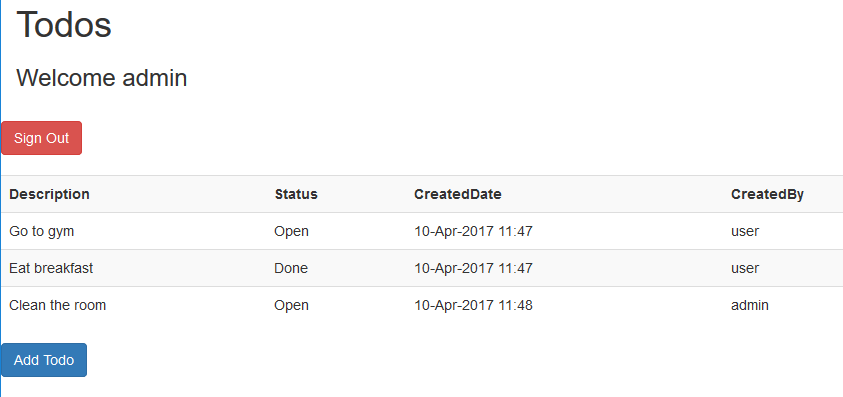 Todos
Welcome admin
Sign Out
Description Status CreatedDate CreatedBy
Go to gym Open 10-Apr-2017 11:47 user
Eat breakfast Done 10-Apr-2017 11:47 user
Clean the room Open 10-Apr-2017 11:48 admin
Add Todo